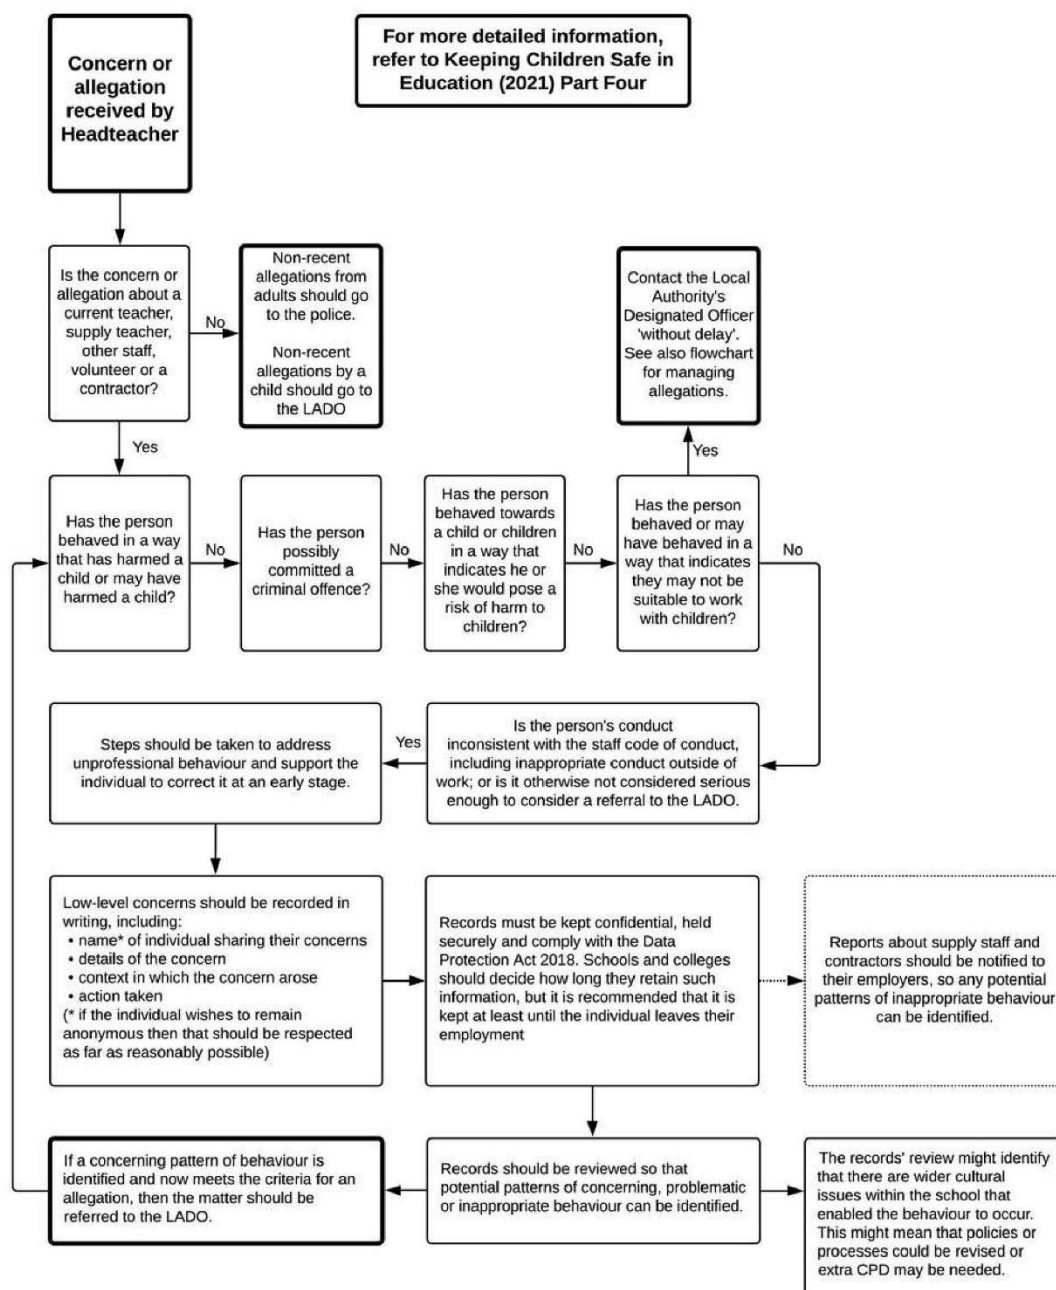 Concern or
allegation
received by
Headteacher
For more detailed information,
refer to Keeping Children Safe in
Education (2021) Part Four
Is the concern or
allegation about a
current teacher,
supply teacher,
other staff,
volunteer or a
contractor?
No
Non-recent
allegations from
adults should go
to the police.
Non-recent
allegations by a
child should go to
the LADO
Contact the Local
Authority's
Designated Officer
'without delay'.
See also flowchart
for managing
allegations.
Yes
Yes
Has the person
behaved in a way
that has harmed a
child or may have
harmed a child?
No
Has the person
possibly
committed a
criminal offence?
No
Has the person
behaved towards
a child or children
in a way that
indicates he or
she would pose a
risk of harm to
children?
No
Has the person
behaved or may
have behaved in a
way that indicates
they may not be
suitable to work
with children?
No
Is the person's conduct
inconsistent with the staff code of conduct,
including inappropriate conduct outside of
work; or is it otherwise not considered serious
enough to consider a referral to the LADO.
Yes
Steps should be taken to address
unprofessional behaviour and support the
individual to correct it at an early stage.
Low-level concerns should be recorded in
writing, including:
• name* of individual sharing their concerns
• details of the concern
• context in which the concern arose
• action taken
(* if the individual wishes to remain
anonymous then that should be respected
as far as reasonably possible)
Records must be kept confidential, held
securely and comply with the Data
Protection Act 2018. Schools and colleges
should decide how long they retain such
information, but it is recommended that it is
kept at least until the individual leaves their
employment
Reports about supply staff and
contractors should be notified to
their employers, so any potential
patterns of inappropriate behaviour
can be identified.
If a concerning pattern of behaviour is
identified and now meets the criteria for an
allegation, then the matter should be
referred to the LADO.
Records should be reviewed so that
potential patterns of concerning, problematic
or inappropriate behaviour can be identified.
The records' review might identify
that there are wider cultural
issues within the school that
enabled the behaviour to occur.
This might mean that policies or
processes could be revised or
extra CPD may be needed.